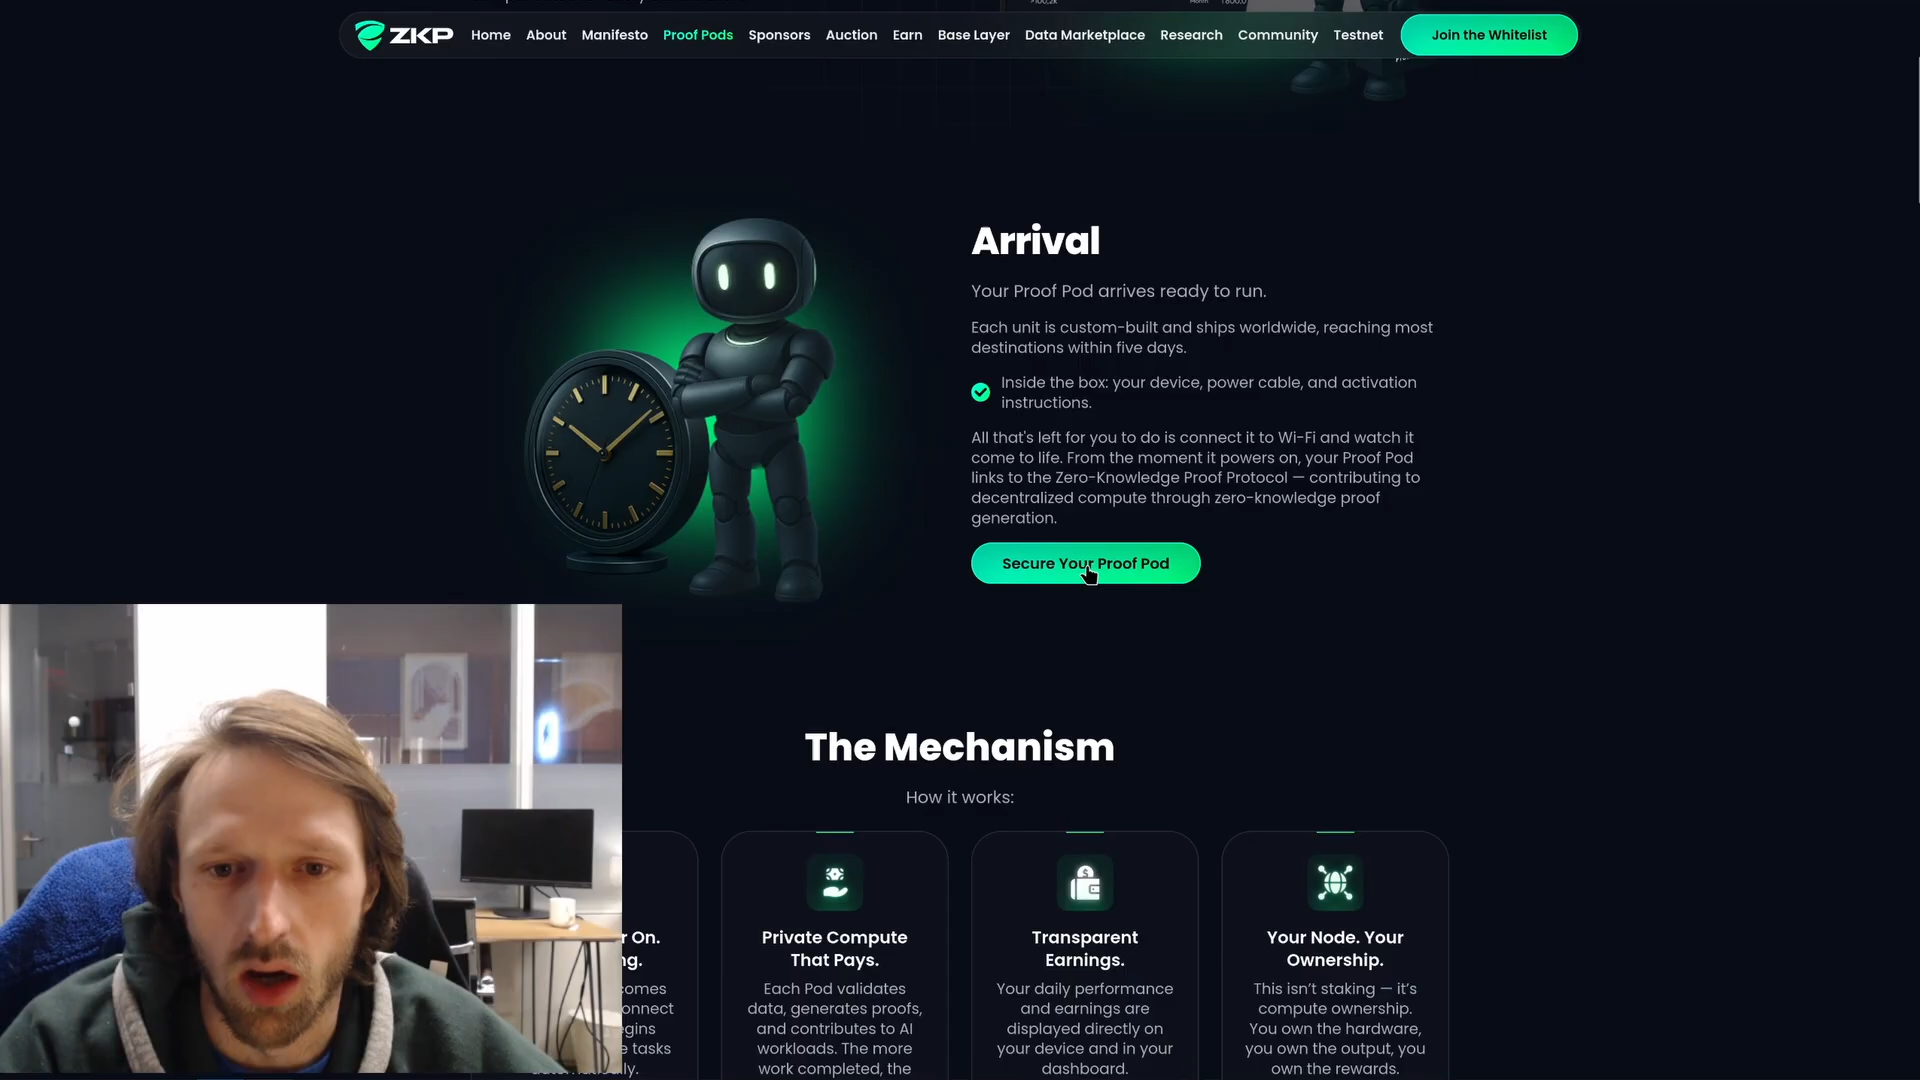 ZKP Home About Manifesto Proof Pods Sponsors Auction Earn Base Layer Data Marketplace Research Community Testnet Join the Whitelist
Arrival
Your Proof Pod arrives ready to run.
Each unit is custom-built and ships worldwide, reaching most
destinations within five days.
Inside the box: your device, power cable, and activation
instructions.
All that's left for you to do is connect it to Wi-Fi and watch it
come to life. From the moment it powers on, your Proof Pod
links to the Zero-Knowledge Proof Protocol — contributing to
decentralized compute through zero-knowledge proof
generation.
Secure Your Proof Pod
The Mechanism
How it works:
On.
Private Compute
That Pays.
Each Pod validates
data, generates proofs,
and contributes to AI
workloads. The more
work completed, the
Transparent
Earnings.
Your daily performance
and earnings are
displayed directly on
your device and in your
dashboard.
Your Node. Your
Ownership.
This isn't staking — it's
compute ownership.
You own the hardware,
you own the output, you
own the rewards.
tasks